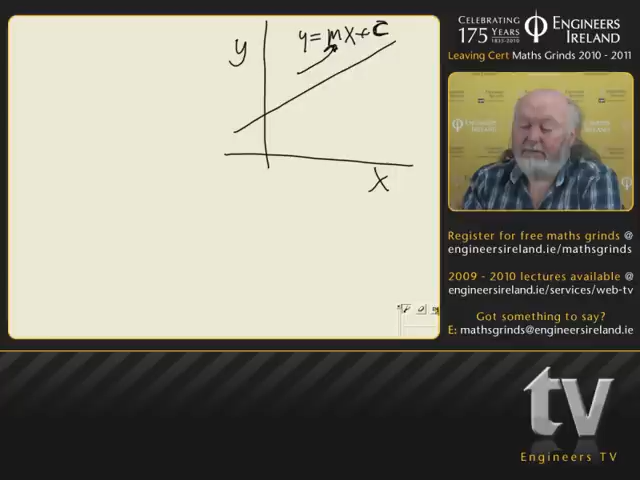 y = mx + c
y
x
CELEBRATING
175 YEARS
1835-2010
ENGINEERS
IRELAND
Leaving Cert Maths Grinds 2010 - 2011
Register for free maths grinds @
engineersireland.ie/mathsgrinds
2009 - 2010 lectures available @
engineersireland.ie/services/web-tv
Got something to say?
E: mathsgrinds@engineersireland.ie
tv
Engineers TV